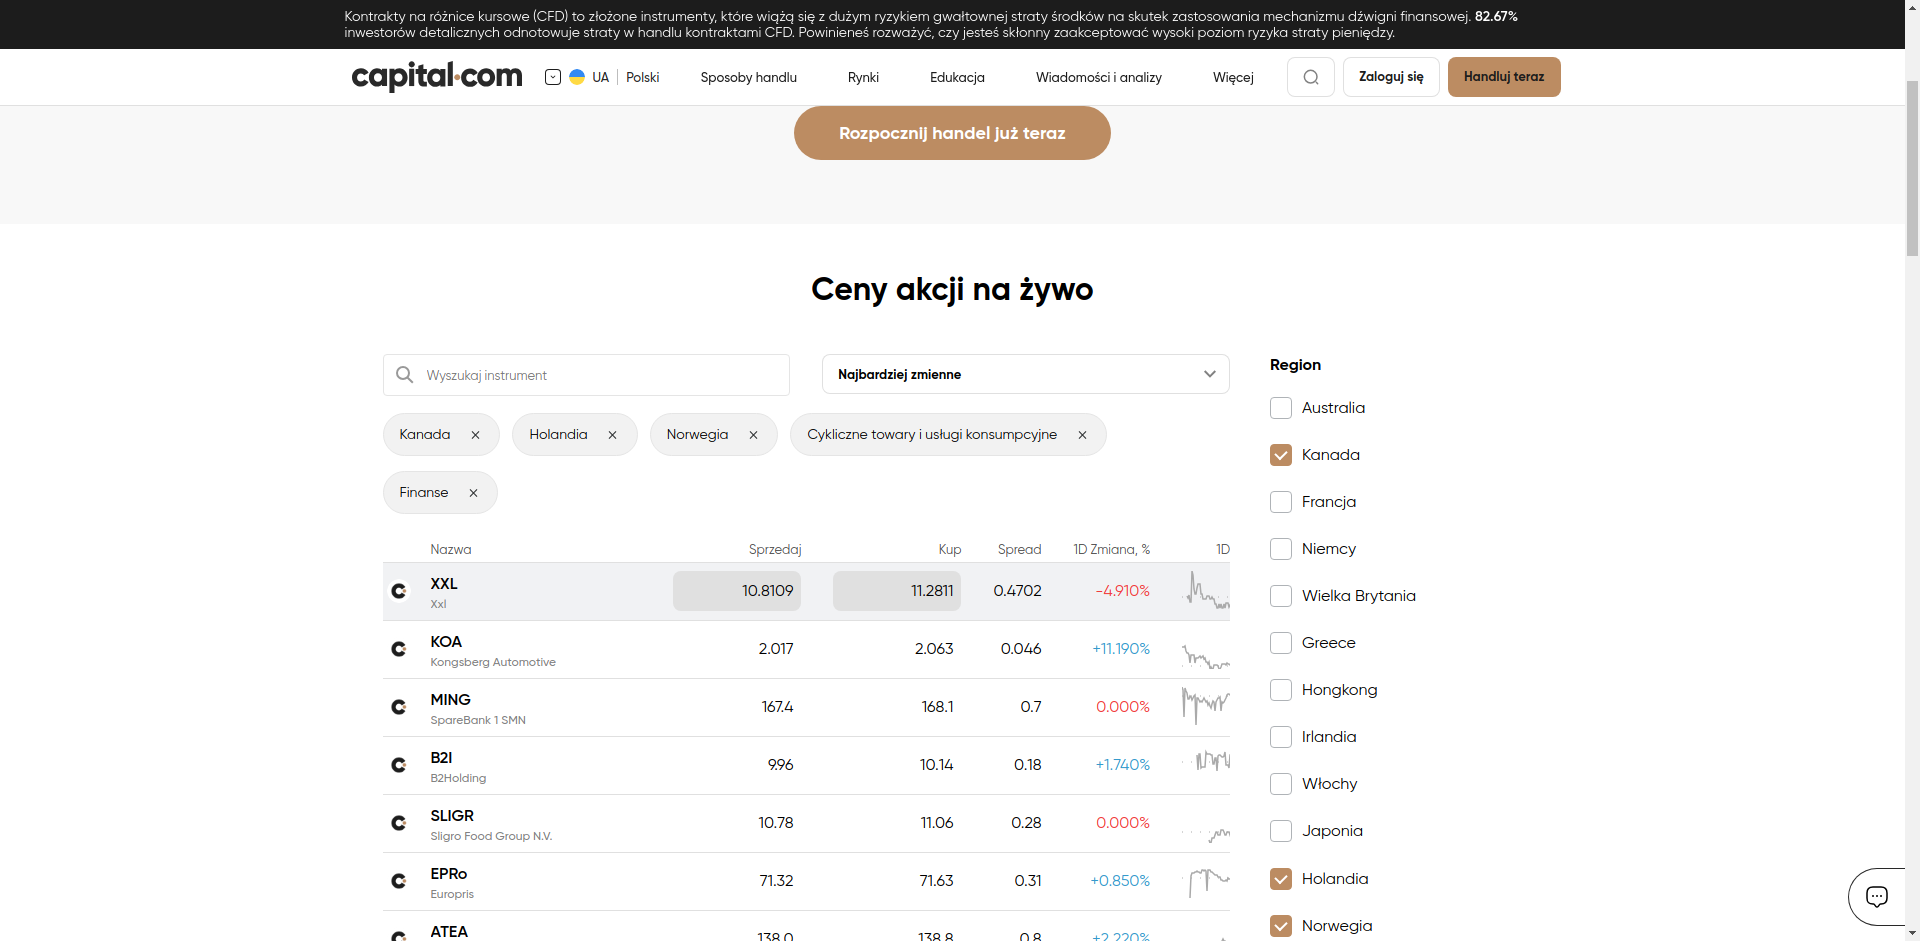 Kontrakty na różnice kursowe (CFD) to złożone instrumenty, które wiążą się z dużym ryzykiem gwałtownej straty środków na skutek zastosowania mechanizmu dźwigni finansowej. 82.67%
inwestorów detalicznych odnotowuje straty w handlu kontraktami CFD. Powinieneś rozważyć, czy jesteś skłonny zaakceptować wysoki poziom ryzyka straty pieniędzy.
capital.com UA Polski Sposoby handlu Rynki Edukacja Wiadomości i analizy Więcej Zaloguj się Handluj teraz
Rozpocznij handel już teraz
Ceny akcji na żywo
Wyszukaj instrument
Najbardziej zmienne
Kanada
Holandia
Norwegia
Cykliczne towary i usługi konsumpcyjne
Finanse
Nazwa Sprzedaj Kup Spread 1D Zmiana, % 1D
XXL 10.8109 11.2811 0.4702 -4.910%
Xxl
KOA 2.017 2.063 0.046 +11.190%
Kongsberg Automotive
MING 167.4 168.1 0.7 0.000%
SpareBank 1 SMN
B2I 9.96 10.14 0.18 +1.740%
B2Holding
SLIGR 10.78 11.06 0.28 0.000%
Sligro Food Group N.V.
EPRo 71.32 71.63 0.31 +0.850%
Europris
ATEA 138.0 138.8 0.8 +2.220%
Region
Australia
Kanada
Francja
Niemcy
Wielka Brytania
Greece
Hongkong
Irlandia
Włochy
Japonia
Holandia
Norwegia